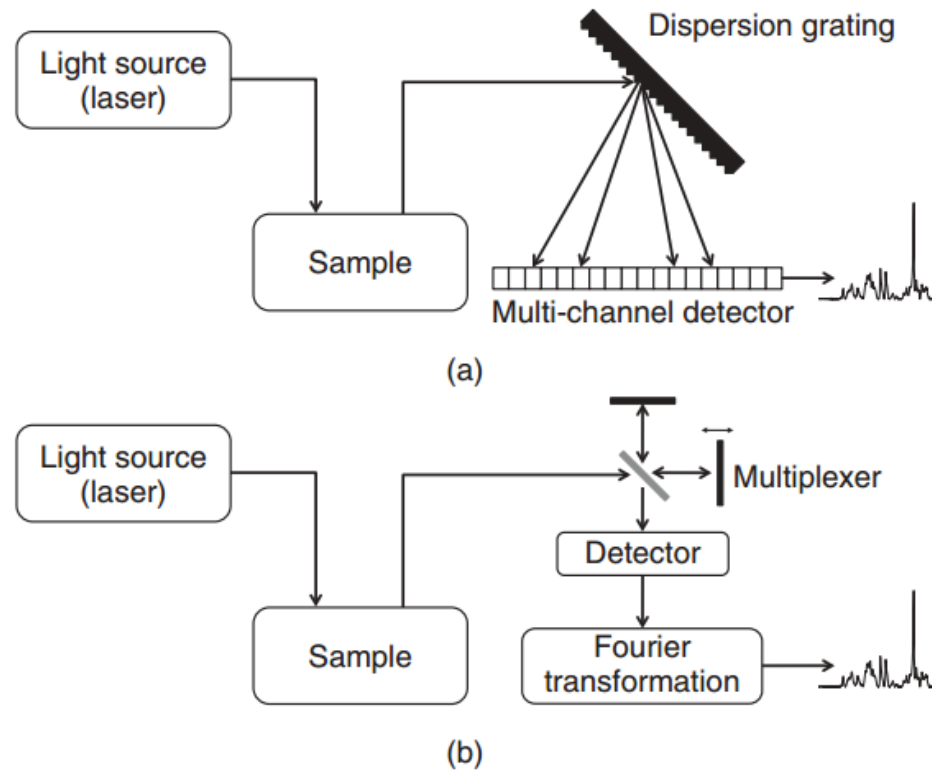 Dispersion grating
Light source
(laser)
Sample
Multi-channel detector
(a)
Light source
(laser)
Multiplexer
Detector
Sample
Fourier
transformation
(b)